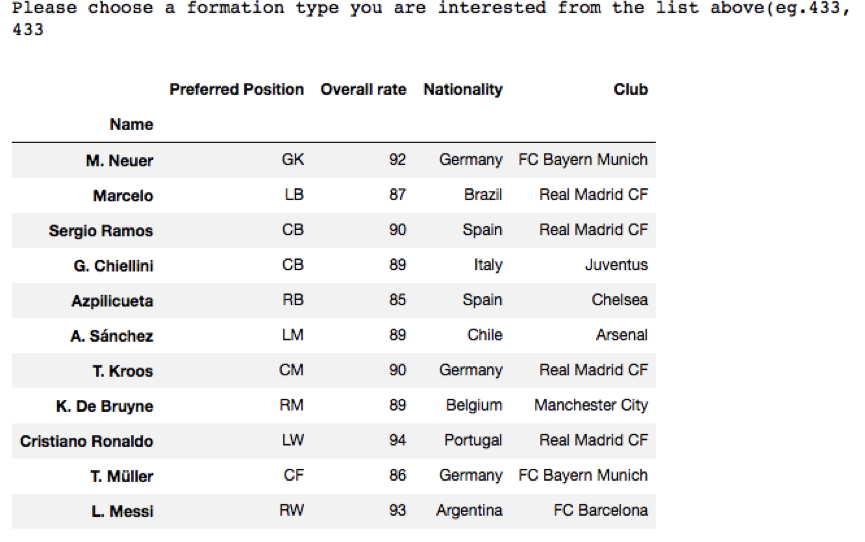 Please choose a formation type you are interested from the list above(eg.433,
433
Preferred Position Overall rate Nationality Club
Name
M. Neuer GK 92 Germany FC Bayern Munich
Marcelo LB 87 Brazil Real Madrid CF
Sergio Ramos CB 90 Spain Real Madrid CF
G. Chiellini CB 89 Italy Juventus
Azpilicueta RB 85 Spain Chelsea
A. Sánchez LM 89 Chile Arsenal
T. Kroos CM 90 Germany Real Madrid CF
K. De Bruyne RM 89 Belgium Manchester City
Cristiano Ronaldo LW 94 Portugal Real Madrid CF
T. Müller CF 86 Germany FC Bayern Munich
L. Messi RW 93 Argentina FC Barcelona